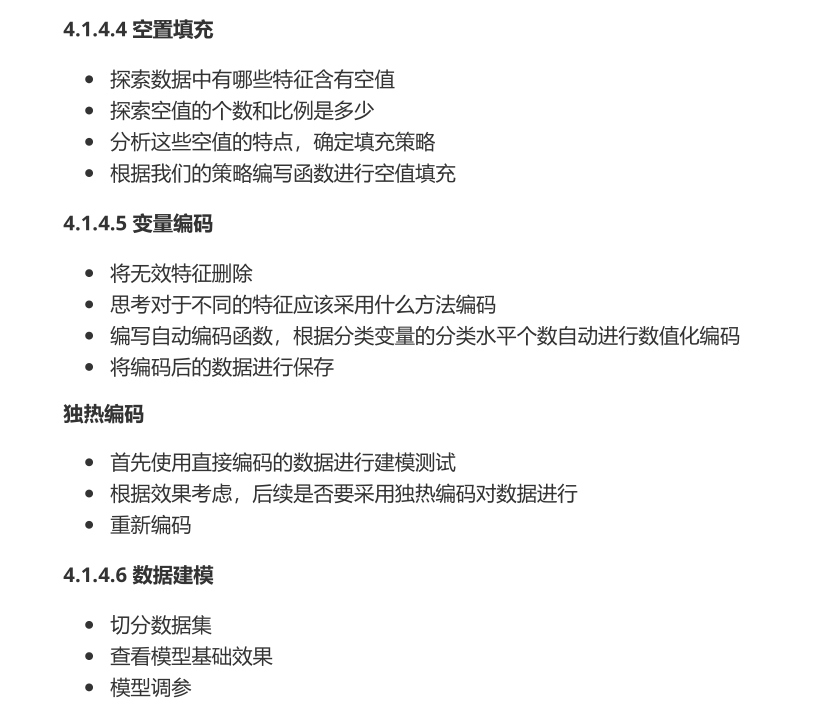 4.1.4.4 空置填充
• 探索数据中有哪些特征含有空值
• 探索空值的个数和比例是多少
• 分析这些空值的特点，确定填充策略
• 根据我们的策略编写函数进行空值填充
4.1.4.5 变量编码
• 将无效特征删除
• 思考对于不同的特征应该采用什么方法编码
• 编写自动编码函数，根据分类变量的分类水平个数自动进行数值化编码
• 将编码后的数据进行保存
独热编码
• 首先使用直接编码的数据进行建模测试
• 根据效果考虑，后续是否要采用独热编码对数据进行
• 重新编码
4.1.4.6 数据建模
• 切分数据集
• 查看模型基础效果
• 模型调参